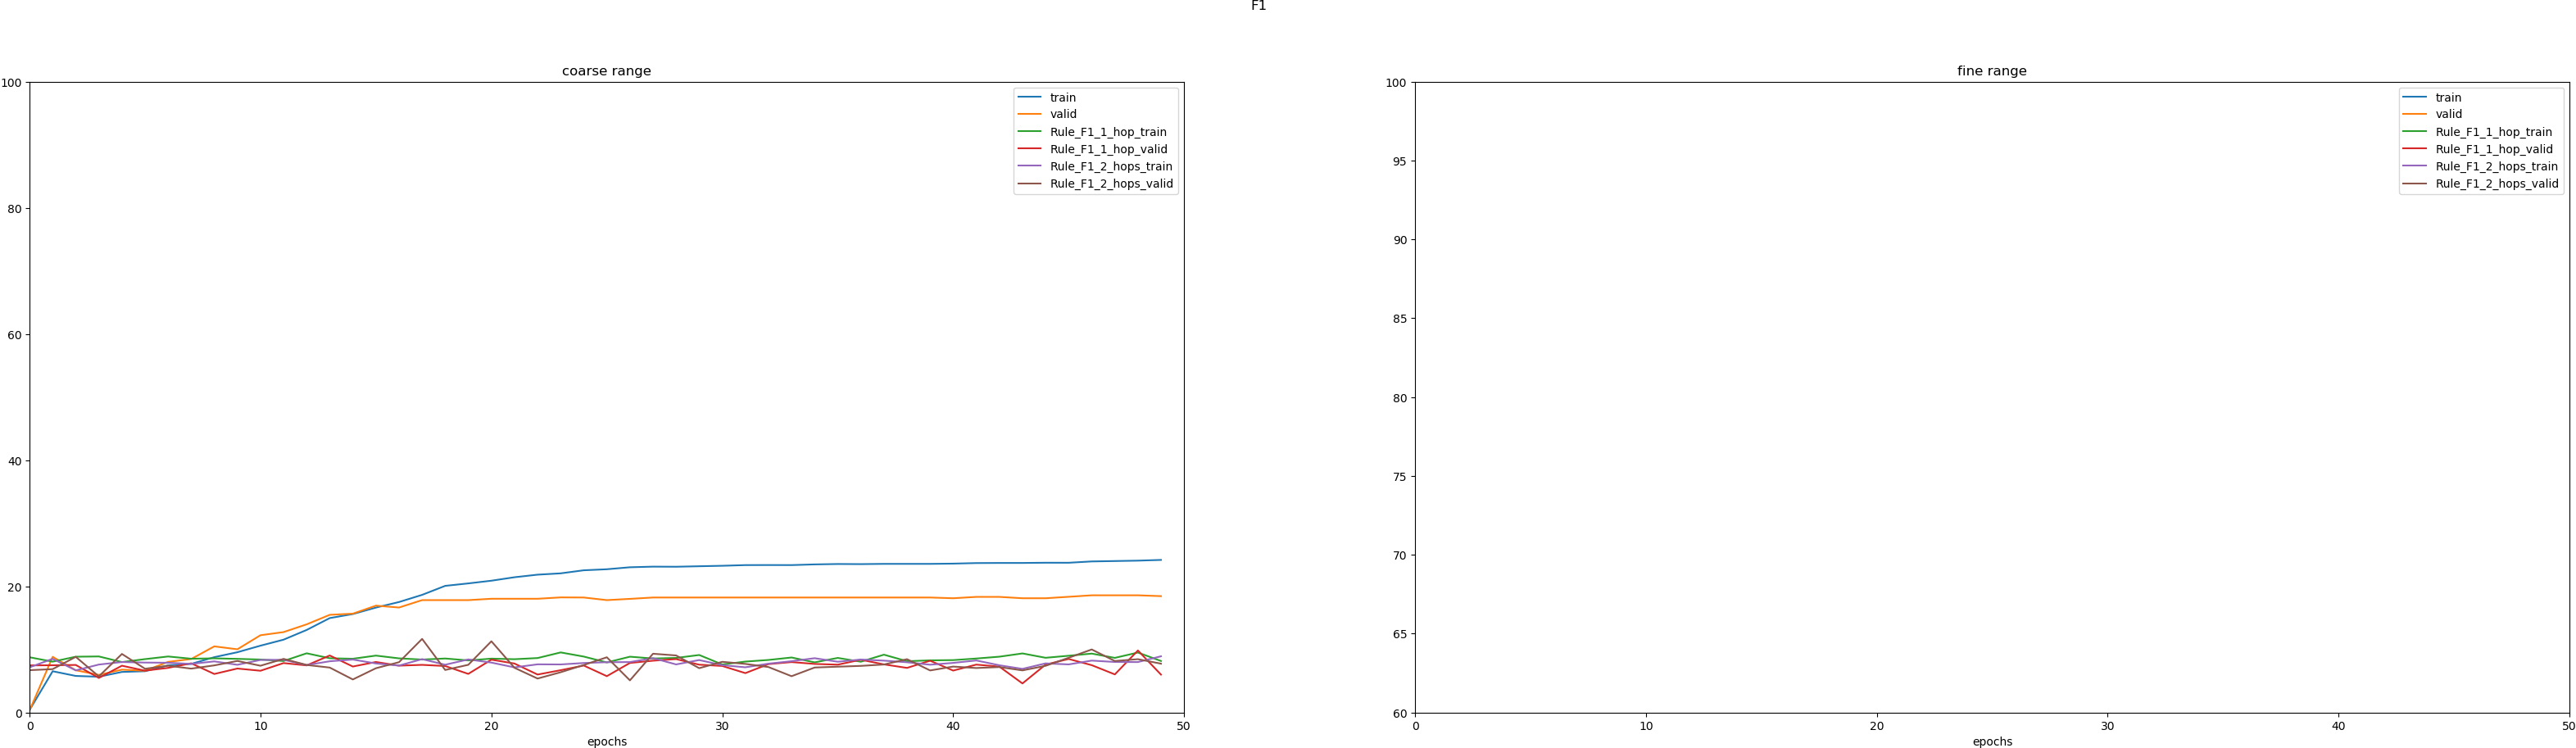 F1
coarse range
100
80
60
40
20
0
0 10 20 30 40 50
epochs
train
valid
Rule_F1_1_hop_train
Rule_F1_1_hop_valid
Rule_F1_2_hops_train
Rule_F1_2_hops_valid
fine range
100
95
90
85
80
75
70
65
60
0 10 20 30 40 50
epochs
train
valid
Rule_F1_1_hop_train
Rule_F1_1_hop_valid
Rule_F1_2_hops_train
Rule_F1_2_hops_valid